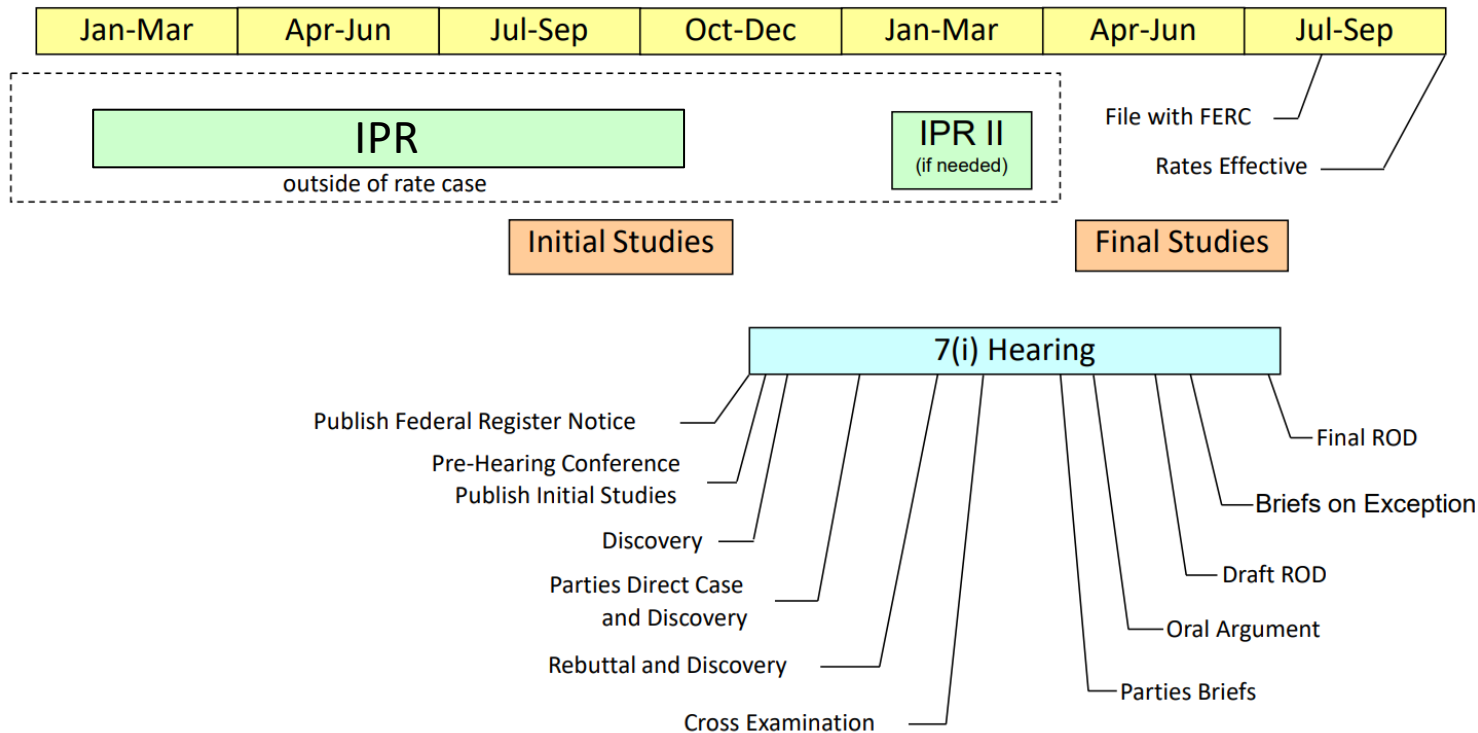 Jan-Mar
Apr-Jun
Jul-Sep
Oct-Dec
Jan-Mar
Apr-Jun
Jul-Sep
IPR
outside of rate case
IPR II
(if needed)
File with FERC
Rates Effective
Initial Studies
Final Studies
7(i) Hearing
Publish Federal Register Notice
Pre-Hearing Conference
Publish Initial Studies
Discovery
Parties Direct Case
and Discovery
Rebuttal and Discovery
Cross Examination
Final ROD
Briefs on Exception
Draft ROD
Oral Argument
Parties Briefs